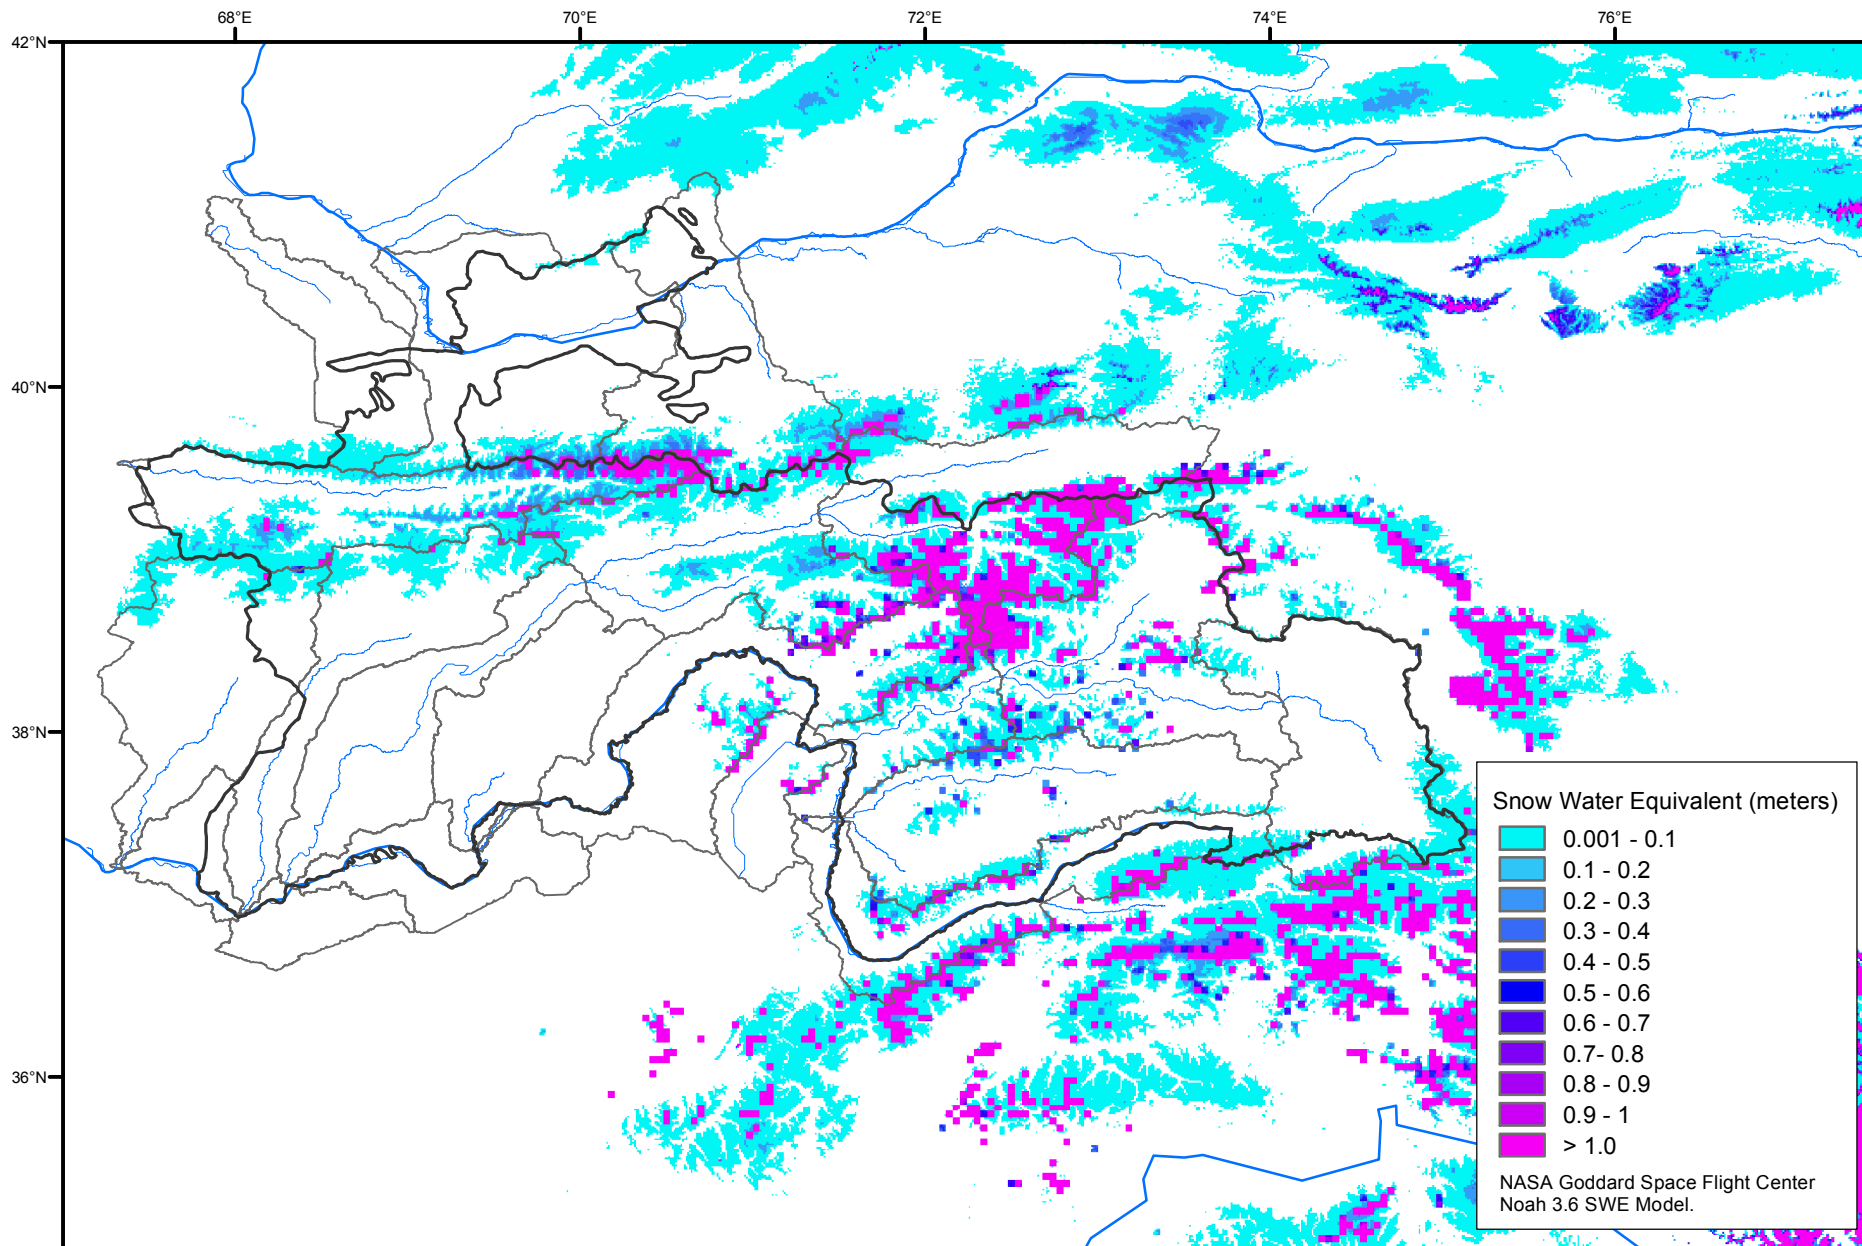 68°E 70°E 72°E 74°E 76°E
42°N
40°N
38°N
36°N
Snow Water Equivalent (meters)
0.001 - 0.1
0.1 - 0.2
0.2 - 0.3
0.3 - 0.4
0.4 - 0.5
0.5 - 0.6
0.6 - 0.7
0.7- 0.8
0.8 - 0.9
0.9 - 1
> 1.0
NASA Goddard Space Flight Center
Noah 3.6 SWE Model.